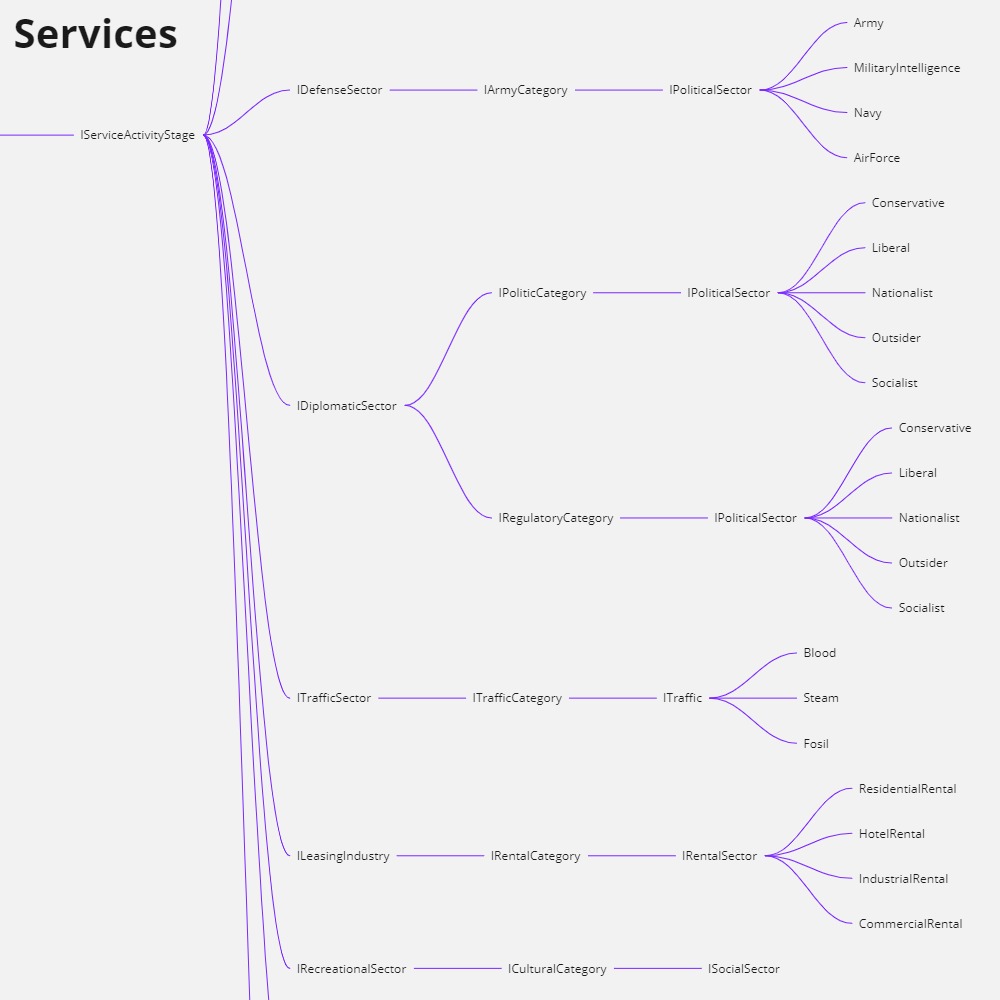 Services
IServiceActivityStage
IDefenseSector
IArmyCategory
IPoliticalSector
Army
MilitaryIntelligence
Navy
AirForce
IDiplomaticSector
IPoliticCategory
IPoliticalSector
Conservative
Liberal
Nationalist
Outsider
Socialist
IRegulatoryCategory
IPoliticalSector
Conservative
Liberal
Nationalist
Outsider
Socialist
ITrafficSector
ITrafficCategory
ITraffic
Blood
Steam
Fosil
ILeasingIndustry
IRentalCategory
IRentalSector
ResidentialRental
HotelRental
IndustrialRental
CommercialRental
IRecreationalSector
ICulturalCategory
ISocialSector